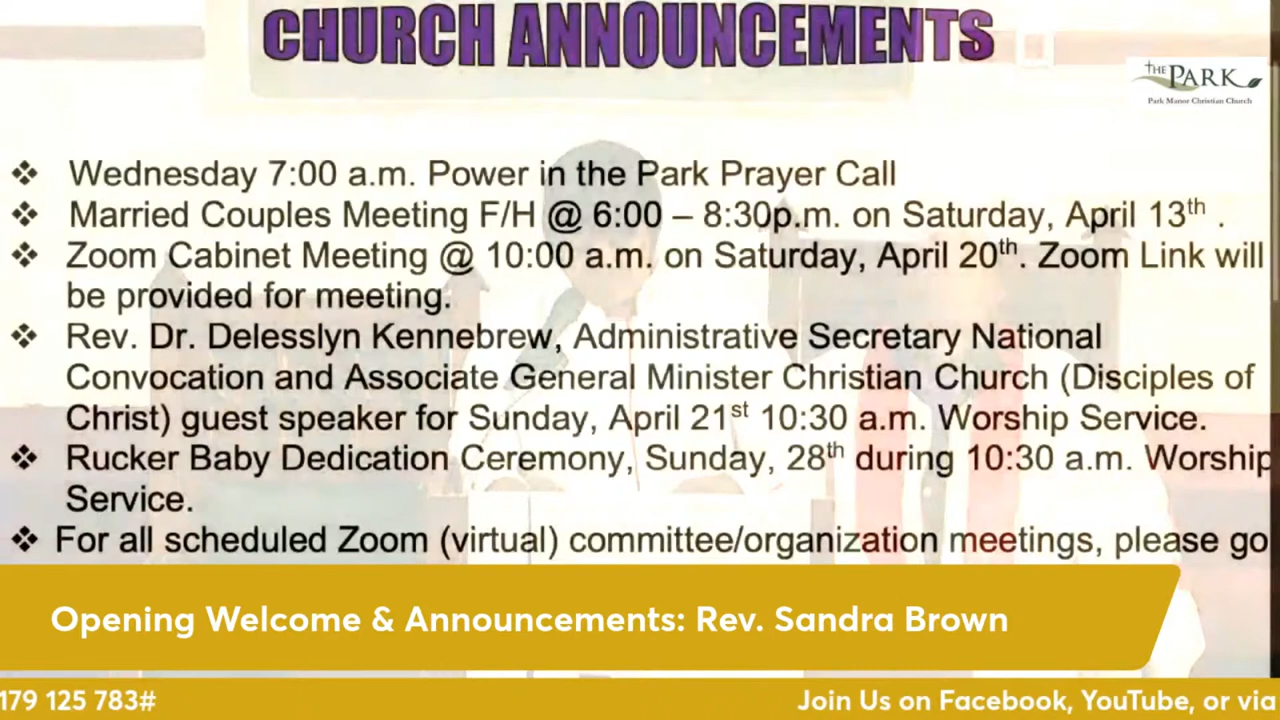 CHURCH ANNOUNCEMENTS
THE PARK
Park Manor Christian Church
❖ Wednesday 7:00 a.m. Power in the Park Prayer Call
❖ Married Couples Meeting F/H @ 6:00 – 8:30p.m. on Saturday, April 13th .
❖ Zoom Cabinet Meeting @ 10:00 a.m. on Saturday, April 20th. Zoom Link will
be provided for meeting.
❖ Rev. Dr. Delesslyn Kennebrew, Administrative Secretary National
Convocation and Associate General Minister Christian Church (Disciples of
Christ) guest speaker for Sunday, April 21st 10:30 a.m. Worship Service.
❖ Rucker Baby Dedication Ceremony, Sunday, 28th during 10:30 a.m. Worship
Service.
❖ For all scheduled Zoom (virtual) committee/organization meetings, please go
Opening Welcome & Announcements: Rev. Sandra Brown
179 125 783# Join Us on Facebook, YouTube, or via